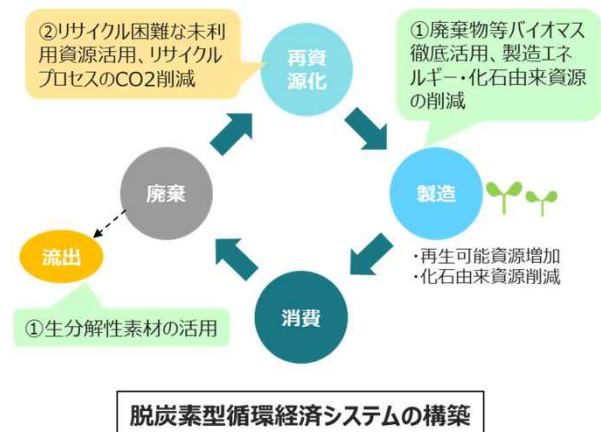 ②リサイクル困難な未利
用資源活用、リサイクル
プロセスのCO2削減
再資
源化
①廃棄物等バイオマス
徹底活用、製造エネ
ルギー・化石由来資源
の削減
廃棄
製造
流出
・再生可能資源増加
・化石由来資源削減
①生分解性素材の活用
消費
脱炭素型循環経済システムの構築